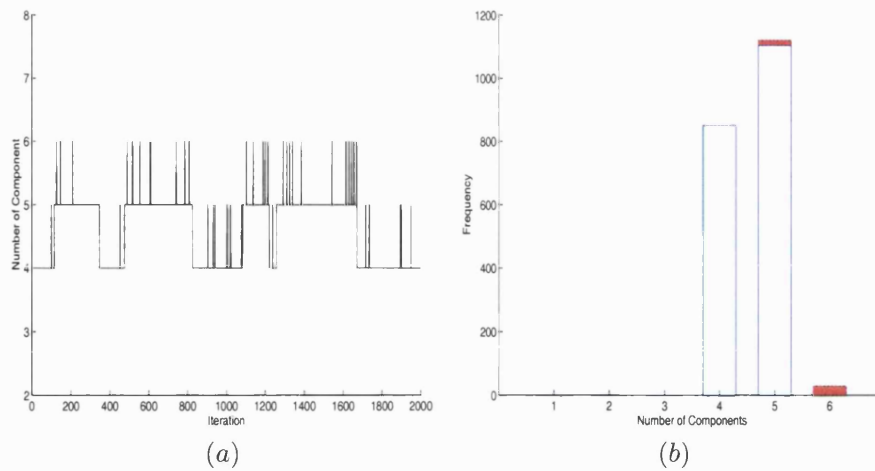 8
7
6
5
4
3
2
0 200 400 600 800 1000 1200 1400 1600 1800 2000
Number of Component
Iteration
(a)
1200
1000
800
600
400
200
0
1 2 3 4 5 6
Frequency
Number of Components
(b)